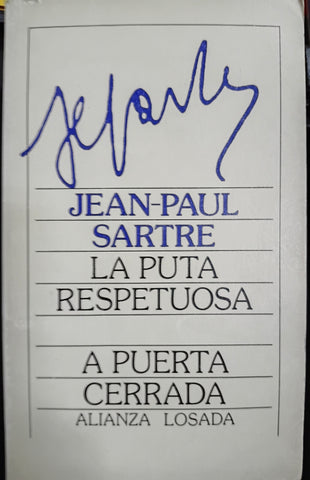 JEAN-PAUL
SARTRE
LA PUTA
RESPETUOSA
A PUERTA
CERRADA
ALIANZA LOSADA